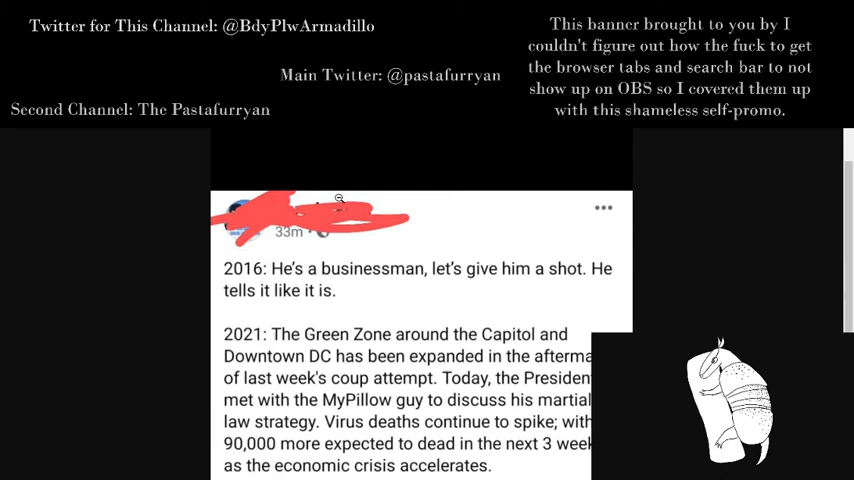 Twitter for This Channel: @BdyPlwArmadillo
Main Twitter: @pastafurryan
Second Channel: The Pastafurryan
This banner brought to you by I
couldn't figure out how the fuck to get
the browser tabs and search bar to not
show up on OBS so I covered them up
with this shameless self-promo.
33m
2016: He's a businessman, let's give him a shot. He
tells it like it is.
2021: The Green Zone around the Capitol and
Downtown DC has been expanded in the afterma
of last week's coup attempt. Today, the Presiden
met with the MyPillow guy to discuss his martial
law strategy. Virus deaths continue to spike; with
90,000 more expected to dead in the next 3 week
as the economic crisis accelerates.